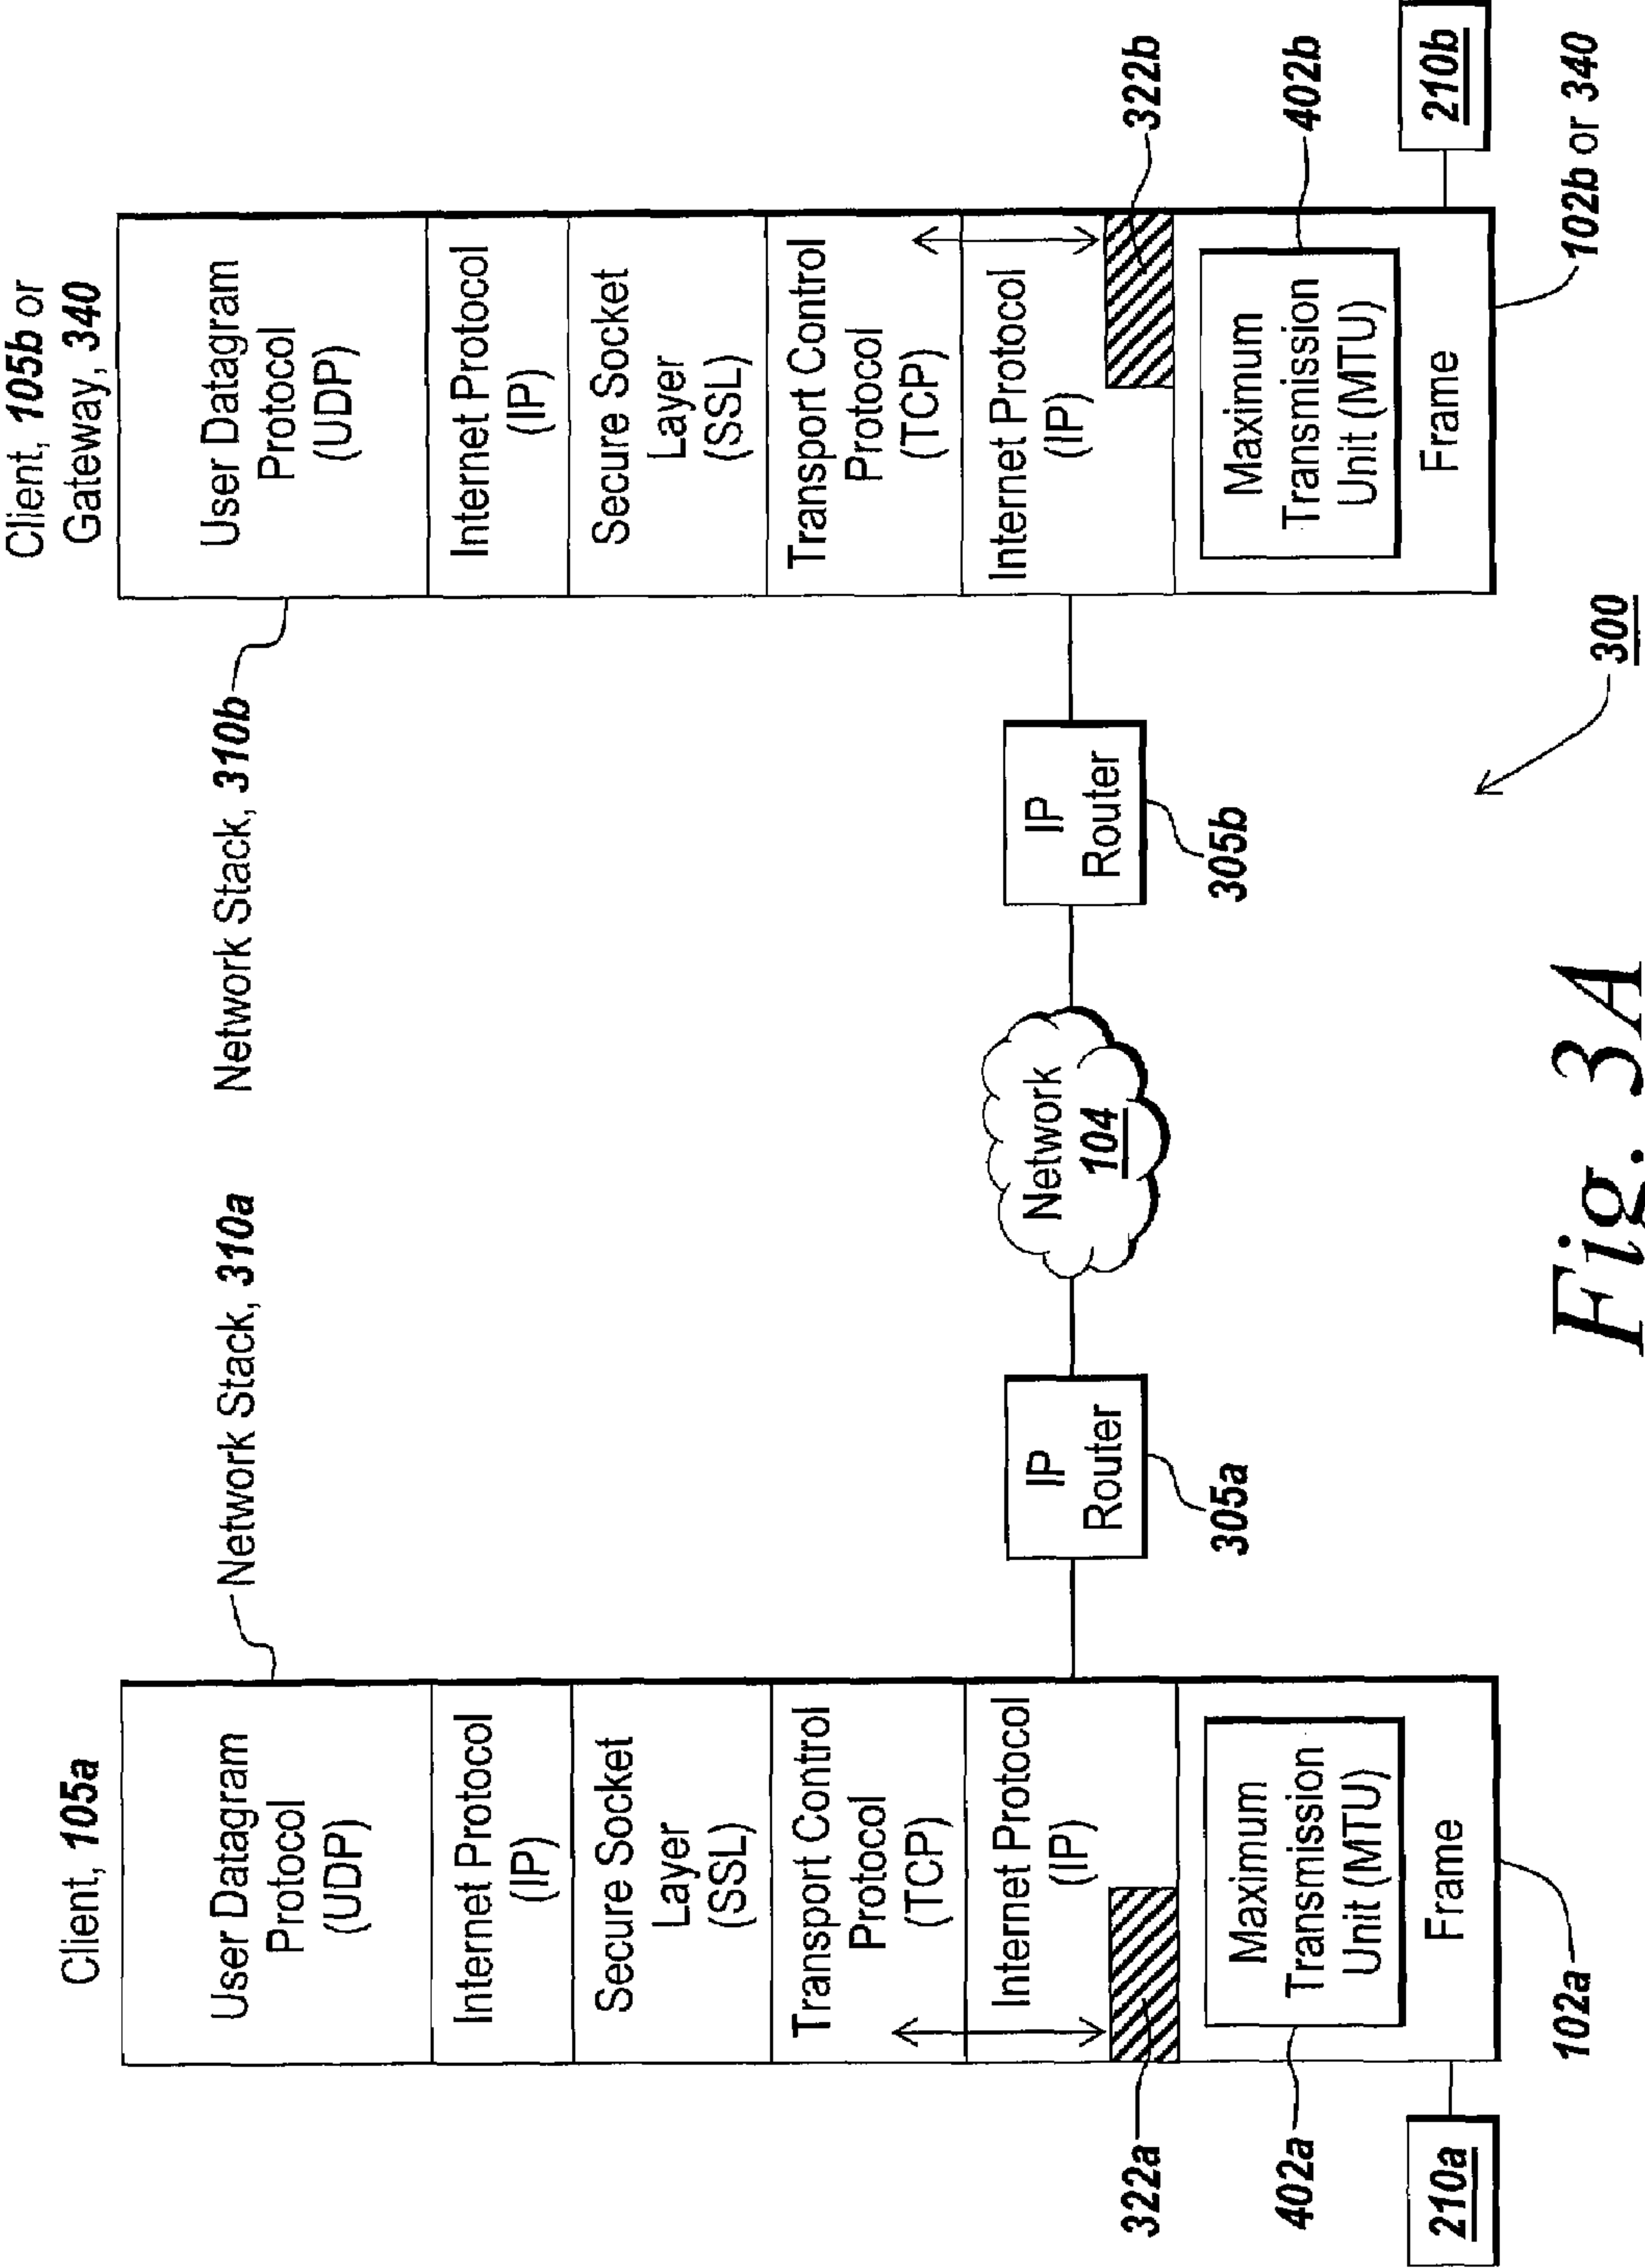 Client, 105a
Network Stack, 310a
User Datagram
Protocol
(UDP)
Internet Protocol
(IP)
Secure Socket
Layer
(SSL)
Transport Control
Protocol
(TCP)
Internet Protocol
(IP)
322a
Maximum
Transmission
Unit (MTU)
402a
Frame
210a
102a
IP
Router
305a
Network
104
IP
Router
305b
Client, 105b or
Gateway, 340
Network Stack, 310b
User Datagram
Protocol
(UDP)
Internet Protocol
(IP)
Secure Socket
Layer
(SSL)
Transport Control
Protocol
(TCP)
Internet Protocol
(IP)
322b
Maximum
Transmission
Unit (MTU)
402b
Frame
210b
102b or 340
300
Fig. 3A